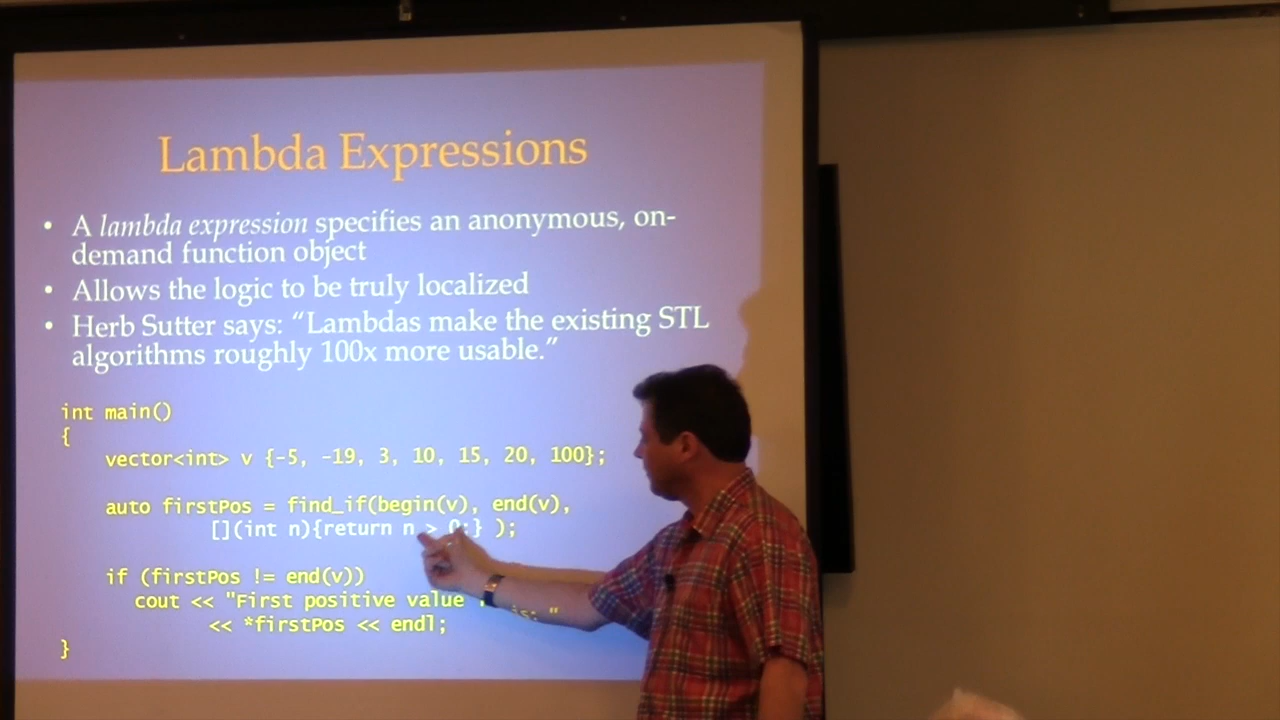 Lambda Expressions
• A lambda expression specifies an anonymous, on-
demand function object
• Allows the logic to be truly localized
• Herb Sutter says: “Lambdas make the existing STL
algorithms roughly 100x more usable.”
int main()
{
vector<int> v {-5, -19, 3, 10, 15, 20, 100};
auto firstPos = find_if(begin(v), end(v),
[](int n){return n > 0;} );
if (firstPos != end(v))
cout << "First positive value is: "
<< *firstPos << endl;
}